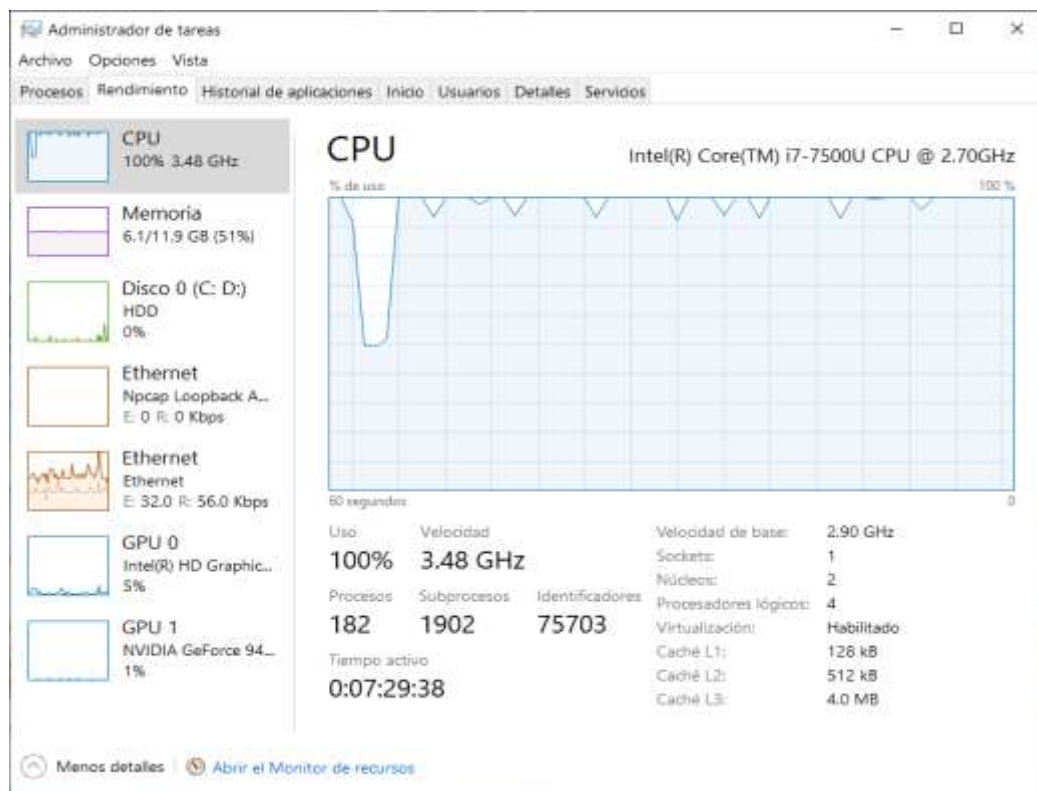 Administrador de tareas
Archivo Opciones Vista
Procesos Rendimiento Historial de aplicaciones Inicio Usuarios Detalles Servicios
CPU
100% 3.48 GHz
Memoria
6.1/11.9 GB (51%)
Disco 0 (C: D:)
HDD
0%
Ethernet
Npcap Loopback A...
E: 0 R: 0 Kbps
Ethernet
Ethernet
E: 32.0 R: 56.0 Kbps
GPU 0
Intel(R) HD Graphic...
5%
GPU 1
NVIDIA GeForce 94...
1%
CPU Intel(R) Core(TM) i7-7500U CPU @ 2.70GHz
% de uso 100 %
60 segundos 0
Uso Velocidad
100% 3.48 GHz
Procesos Subprocesos Identificadores
182 1902 75703
Tiempo activo
0:07:29:38
Velocidad de base: 2.90 GHz
Sockets: 1
Núcleos: 2
Procesadores lógicos: 4
Virtualización: Habilitado
Caché L1: 128 kB
Caché L2: 512 kB
Caché L3: 4.0 MB
Menos detalles Abrir el Monitor de recursos